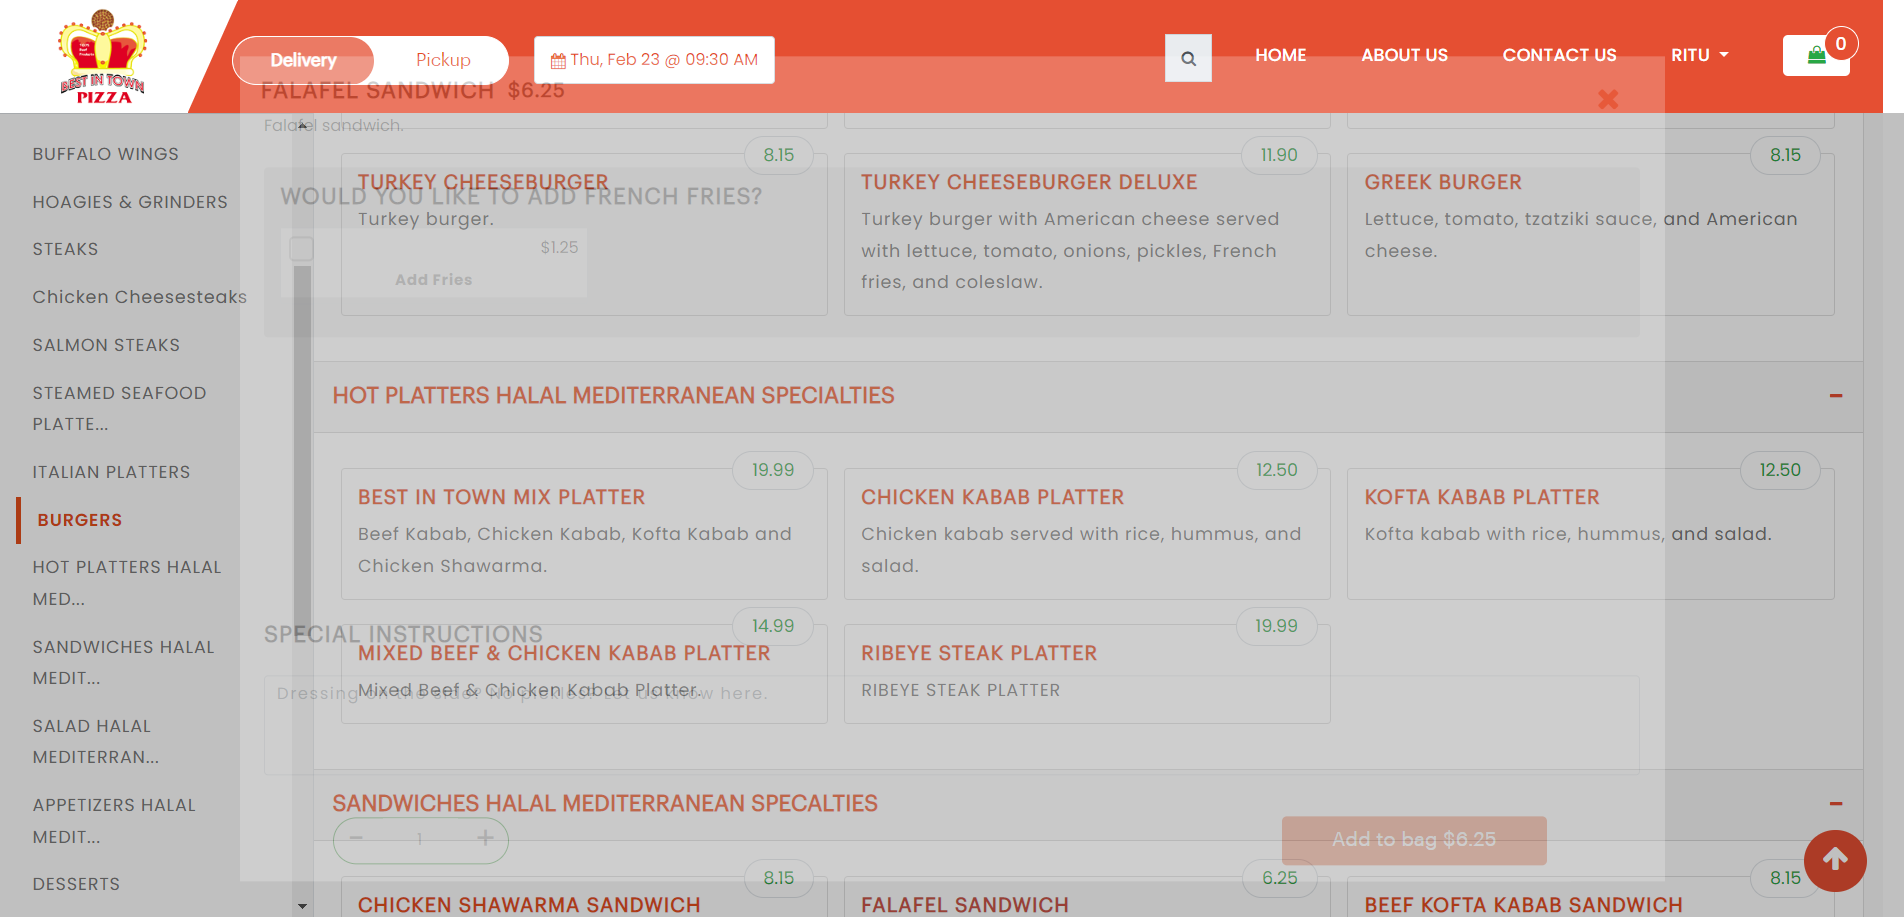 BEST IN TOWN
PIZZA
Delivery
Pickup
Thu, Feb 23 @ 09:30 AM
HOME
ABOUT US
CONTACT US
RITU
0
FALAFEL SANDWICH $6.25
Falafel sandwich.
BUFFALO WINGS
HOAGIES & GRINDERS
STEAKS
Chicken Cheesesteaks
SALMON STEAKS
STEAMED SEAFOOD
PLATTE...
ITALIAN PLATTERS
BURGERS
HOT PLATTERS HALAL
MED...
SANDWICHES HALAL
MEDIT...
SALAD HALAL
MEDITERRAN...
APPETIZERS HALAL
MEDIT...
DESSERTS
8.15
TURKEY CHEESEBURGER
Turkey burger.
11.90
TURKEY CHEESEBURGER DELUXE
Turkey burger with American cheese served
with lettuce, tomato, onions, pickles, French
fries, and coleslaw.
8.15
GREEK BURGER
Lettuce, tomato, tzatziki sauce, and American
cheese.
WOULD YOU LIKE TO ADD FRENCH FRIES?
$1.25
Add Fries
HOT PLATTERS HALAL MEDITERRANEAN SPECIALTIES
19.99
BEST IN TOWN MIX PLATTER
Beef Kabab, Chicken Kabab, Kofta Kabab and
Chicken Shawarma.
12.50
CHICKEN KABAB PLATTER
Chicken kabab served with rice, hummus, and
salad.
12.50
KOFTA KABAB PLATTER
Kofta kabab with rice, hummus, and salad.
SPECIAL INSTRUCTIONS
14.99
MIXED BEEF & CHICKEN KABAB PLATTER
Mixed Beef & Chicken Kabab Platter.
19.99
RIBEYE STEAK PLATTER
RIBEYE STEAK PLATTER
Dressing on the side? No pickles? Let us know here.
SANDWICHES HALAL MEDITERRANEAN SPECALTIES
- 1 +
Add to bag $6.25
8.15
CHICKEN SHAWARMA SANDWICH
6.25
FALAFEL SANDWICH
8.15
BEEF KOFTA KABAB SANDWICH